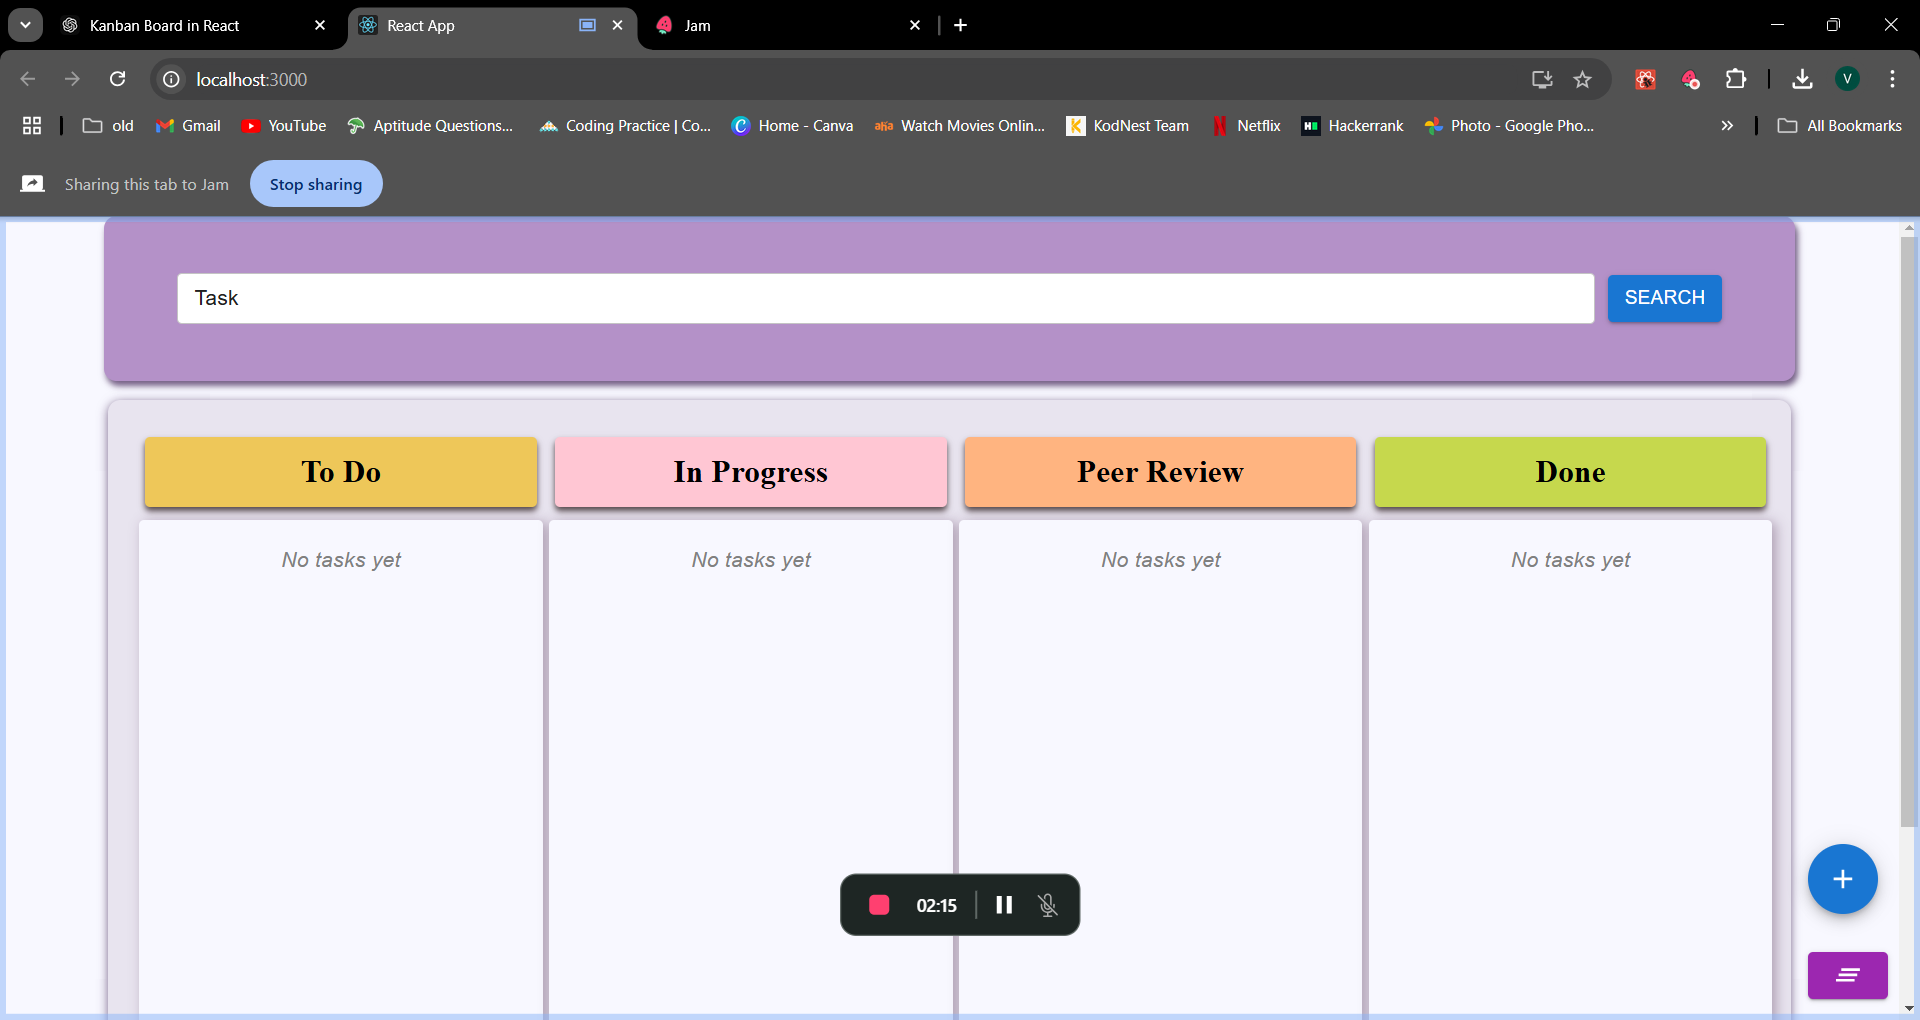 Kanban Board in React
React App
Jam
localhost:3000
old
Gmail
YouTube
Aptitude Questions...
Coding Practice | Co...
Home - Canva
Watch Movies Onlin...
KodNest Team
Netflix
Hackerrank
Photo - Google Pho...
All Bookmarks
V
Sharing this tab to Jam
Stop sharing
Task
SEARCH
To Do
In Progress
Peer Review
Done
No tasks yet
No tasks yet
No tasks yet
No tasks yet
02:15